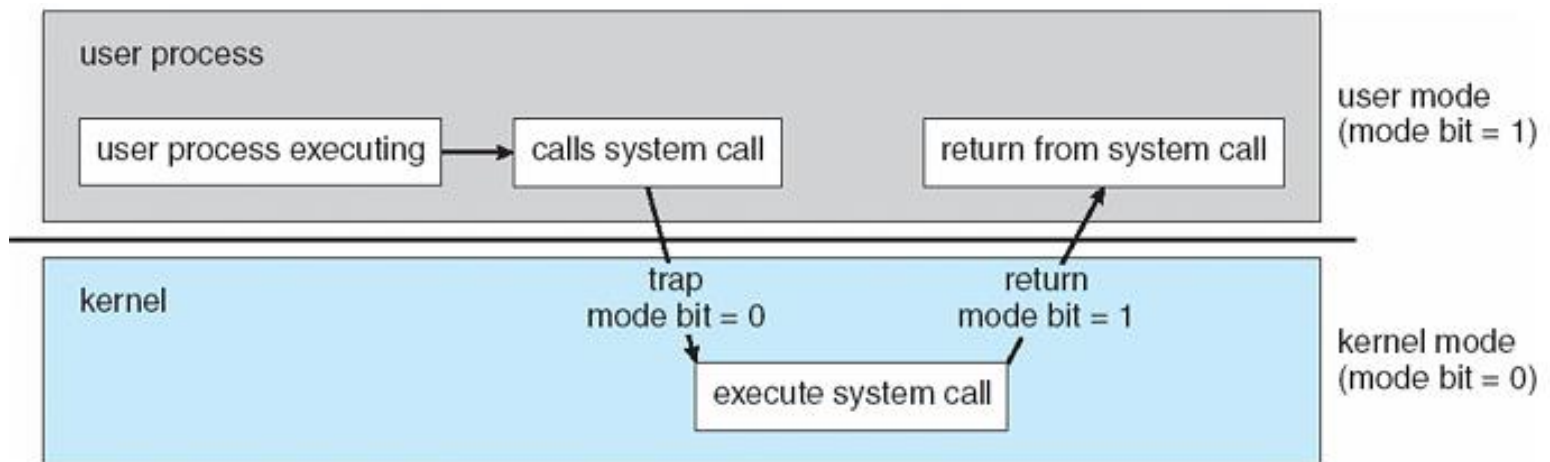 user process
user process executing
calls system call
return from system call
user mode
(mode bit = 1)
kernel
trap
mode bit = 0
return
mode bit = 1
execute system call
kernel mode
(mode bit = 0)